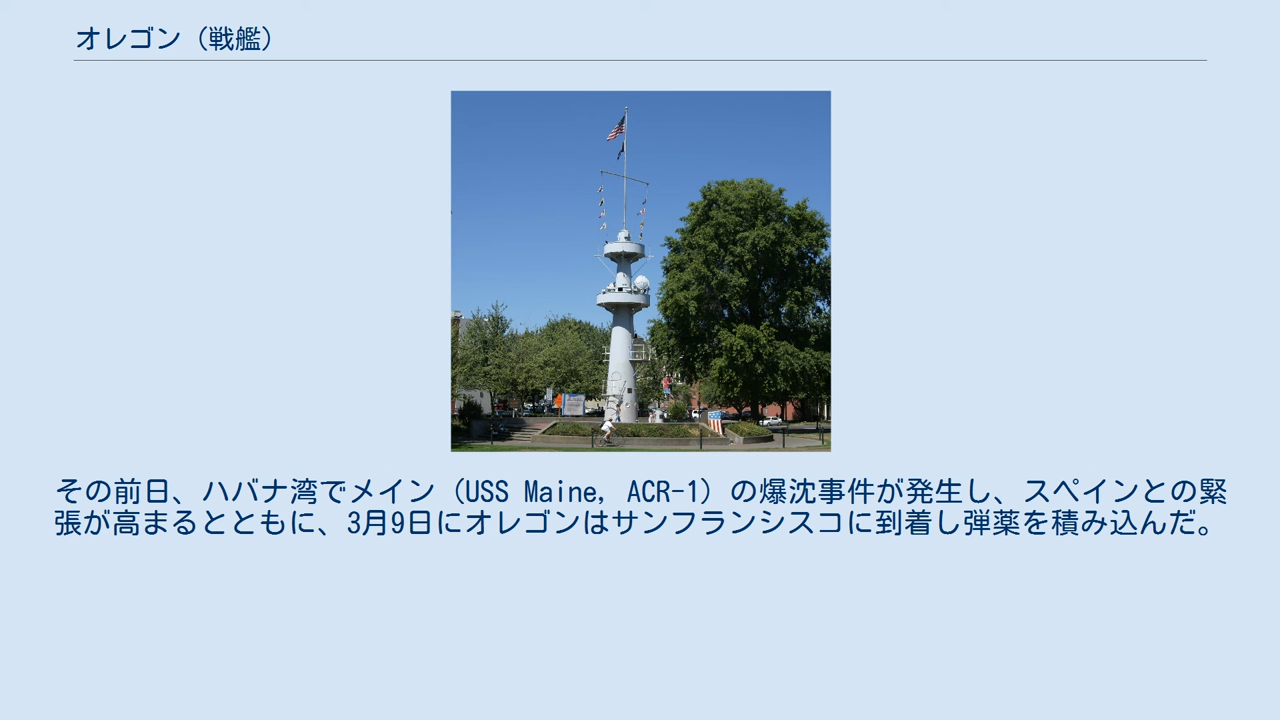 オレゴン（戦艦）
その前日、ハバナ湾でメイン（USS Maine, ACR-1）の爆沈事件が発生し、スペインとの緊
張が高まるとともに、3月9日にオレゴンはサンフランシスコに到着し弾薬を積み込んだ。